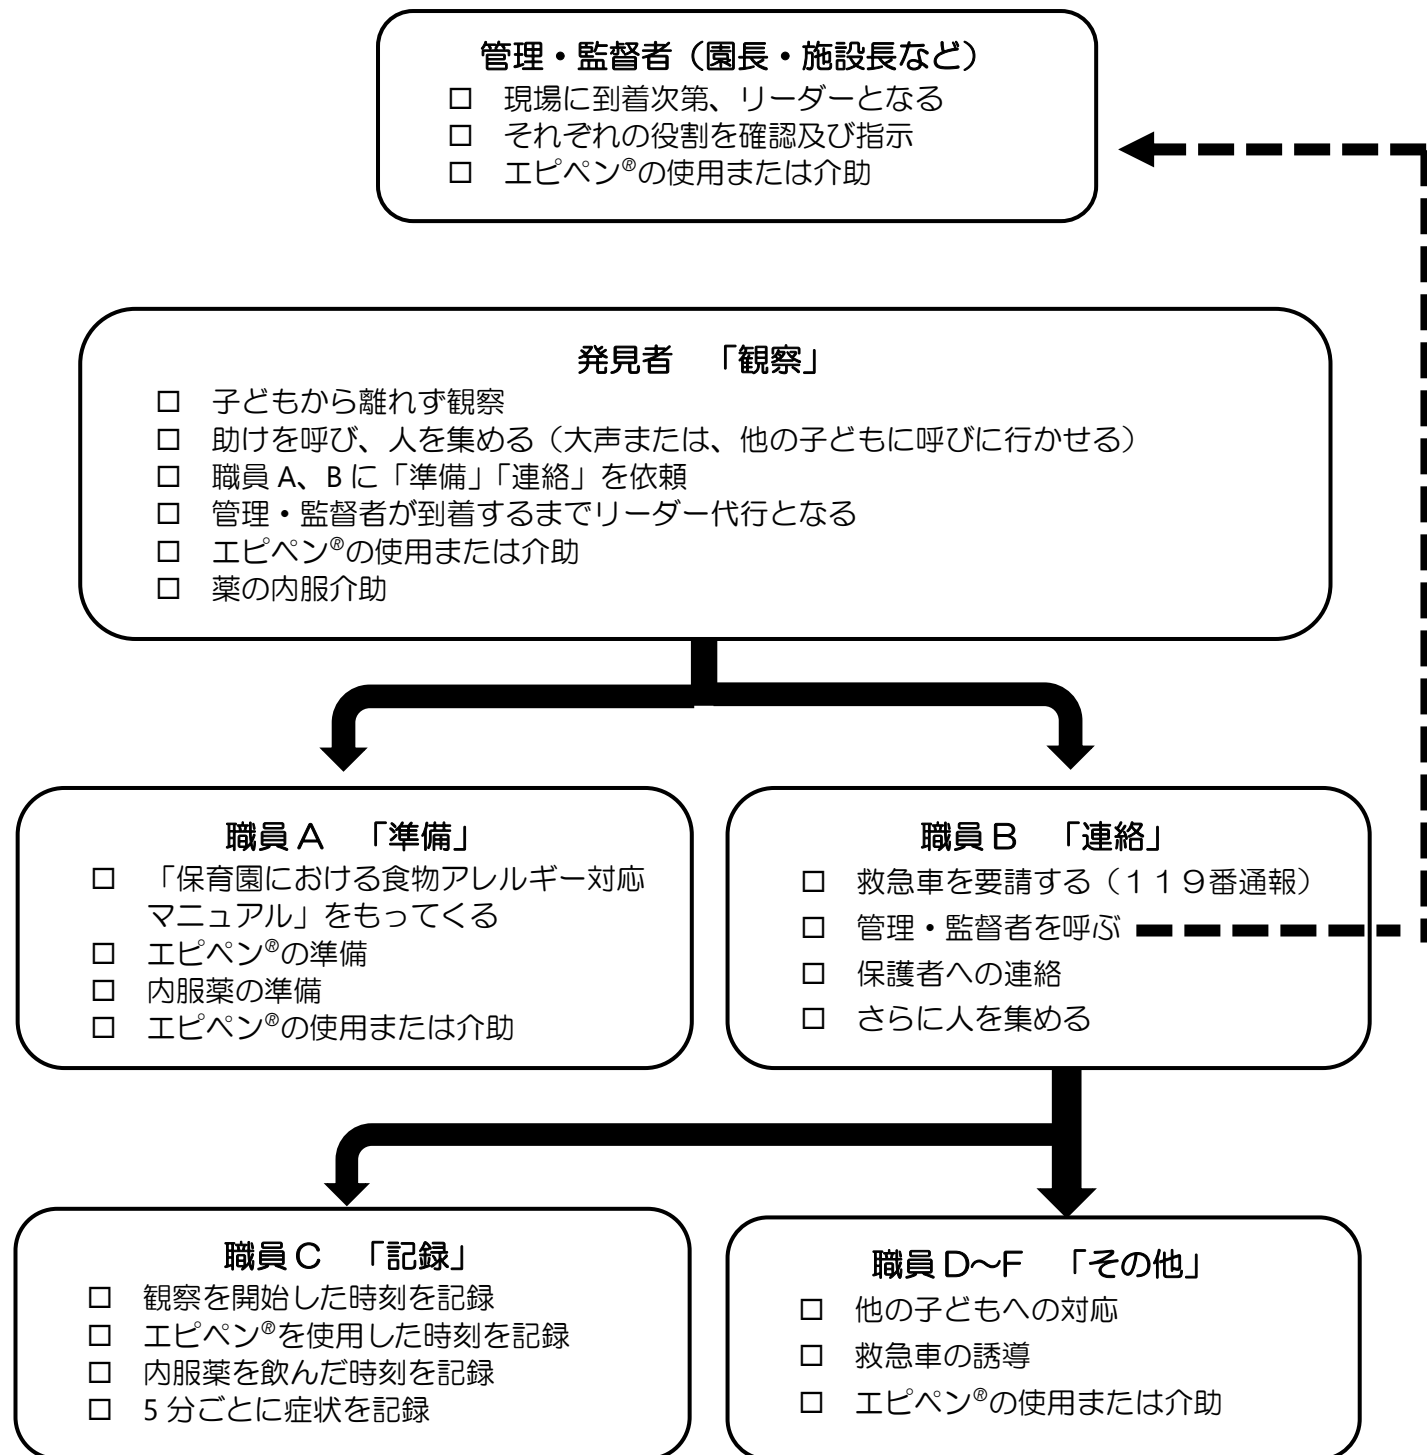 管理・監督者（園長・施設長など）
□ 現場に到着次第、リーダーとなる
□ それぞれの役割を確認及び指示
□ エピペン®の使用または介助
発見者 「観察」
□ 子どもから離れず観察
□ 助けを呼び、人を集める（大声または、他の子どもに呼びに行かせる）
□ 職員 A、B に「準備」「連絡」を依頼
□ 管理・監督者が到着するまでリーダー代行となる
□ エピペン®の使用または介助
□ 薬の内服介助
職員Ａ 「準備」
□ 「保育園における食物アレルギー対応
マニュアル」をもってくる
□ エピペン®の準備
□ 内服薬の準備
□ エピペン®の使用または介助
職員Ｂ 「連絡」
□ 救急車を要請する（１１９番通報）
□ 管理・監督者を呼ぶ
□ 保護者への連絡
□ さらに人を集める
職員Ｃ 「記録」
□ 観察を開始した時刻を記録
□ エピペン®を使用した時刻を記録
□ 内服薬を飲んだ時刻を記録
□ 5 分ごとに症状を記録
職員Ｄ～Ｆ 「その他」
□ 他の子どもへの対応
□ 救急車の誘導
□ エピペン®の使用または介助